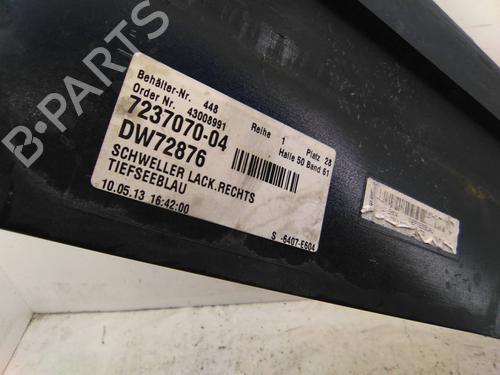 Behälter-Nr. 448
Order Nr. 43008991
7237070-04
DW72876
Reihe 1 Platz 28
Halle 50 Band 61
SCHWELLER LACK.RECHTS
TIEFSEEBLAU
10.05.13 16:42:00
S -6407-E604
B-PARTS